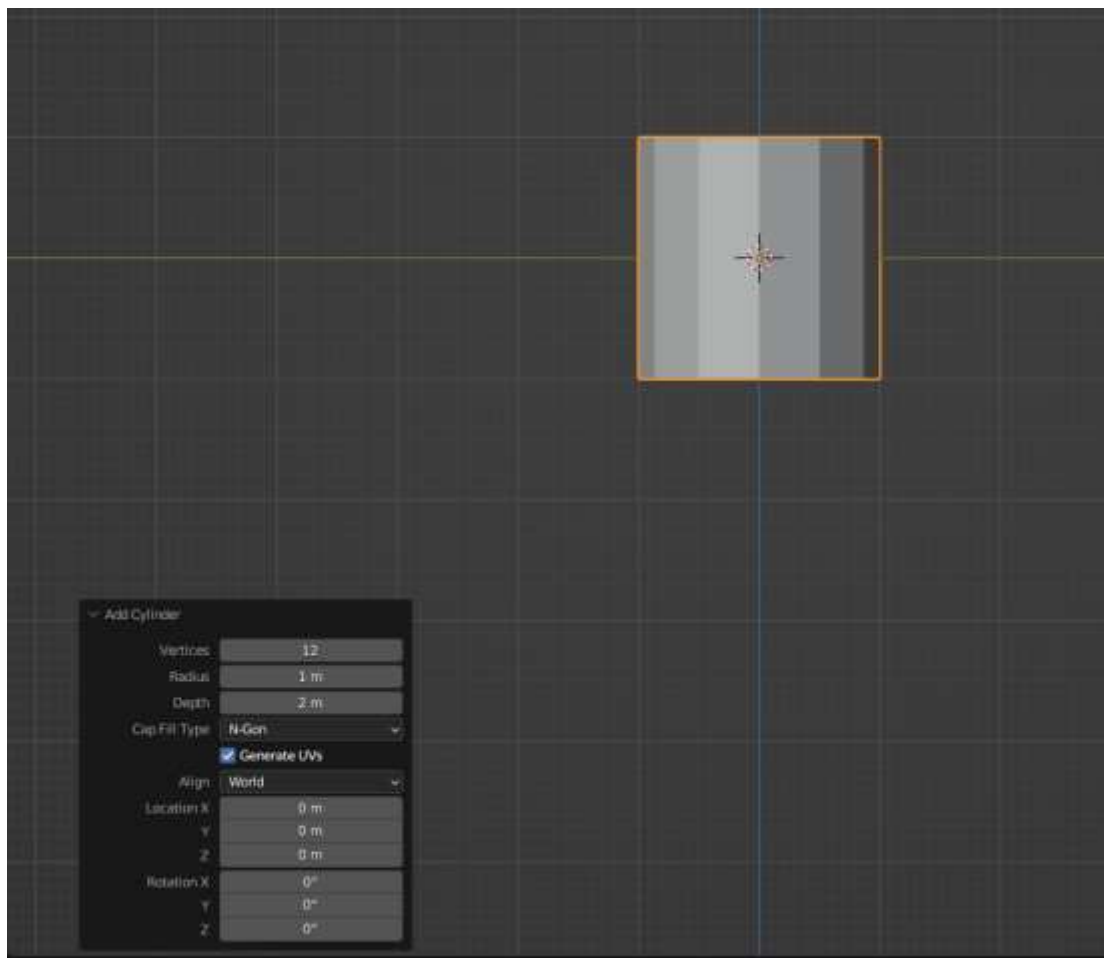 Add Cylinder
Vertices 12
Radius 1 m
Depth 2 m
Cap Fill Type N-Gon
Generate UVs
Align World
Location X 0 m
Y 0 m
Z 0 m
Rotation X 0°
Y 0°
Z 0°